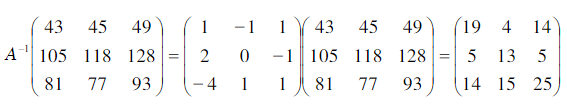 A⁻¹ ( 43 45 49 ; 105 118 128 ; 81 77 93 ) = ( 1 −1 1 ; 2 0 −1 ; −4 1 1 ) ( 43 45 49 ; 105 118 128 ; 81 77 93 ) = ( 19 4 14 ; 5 13 5 ; 14 15 25 )